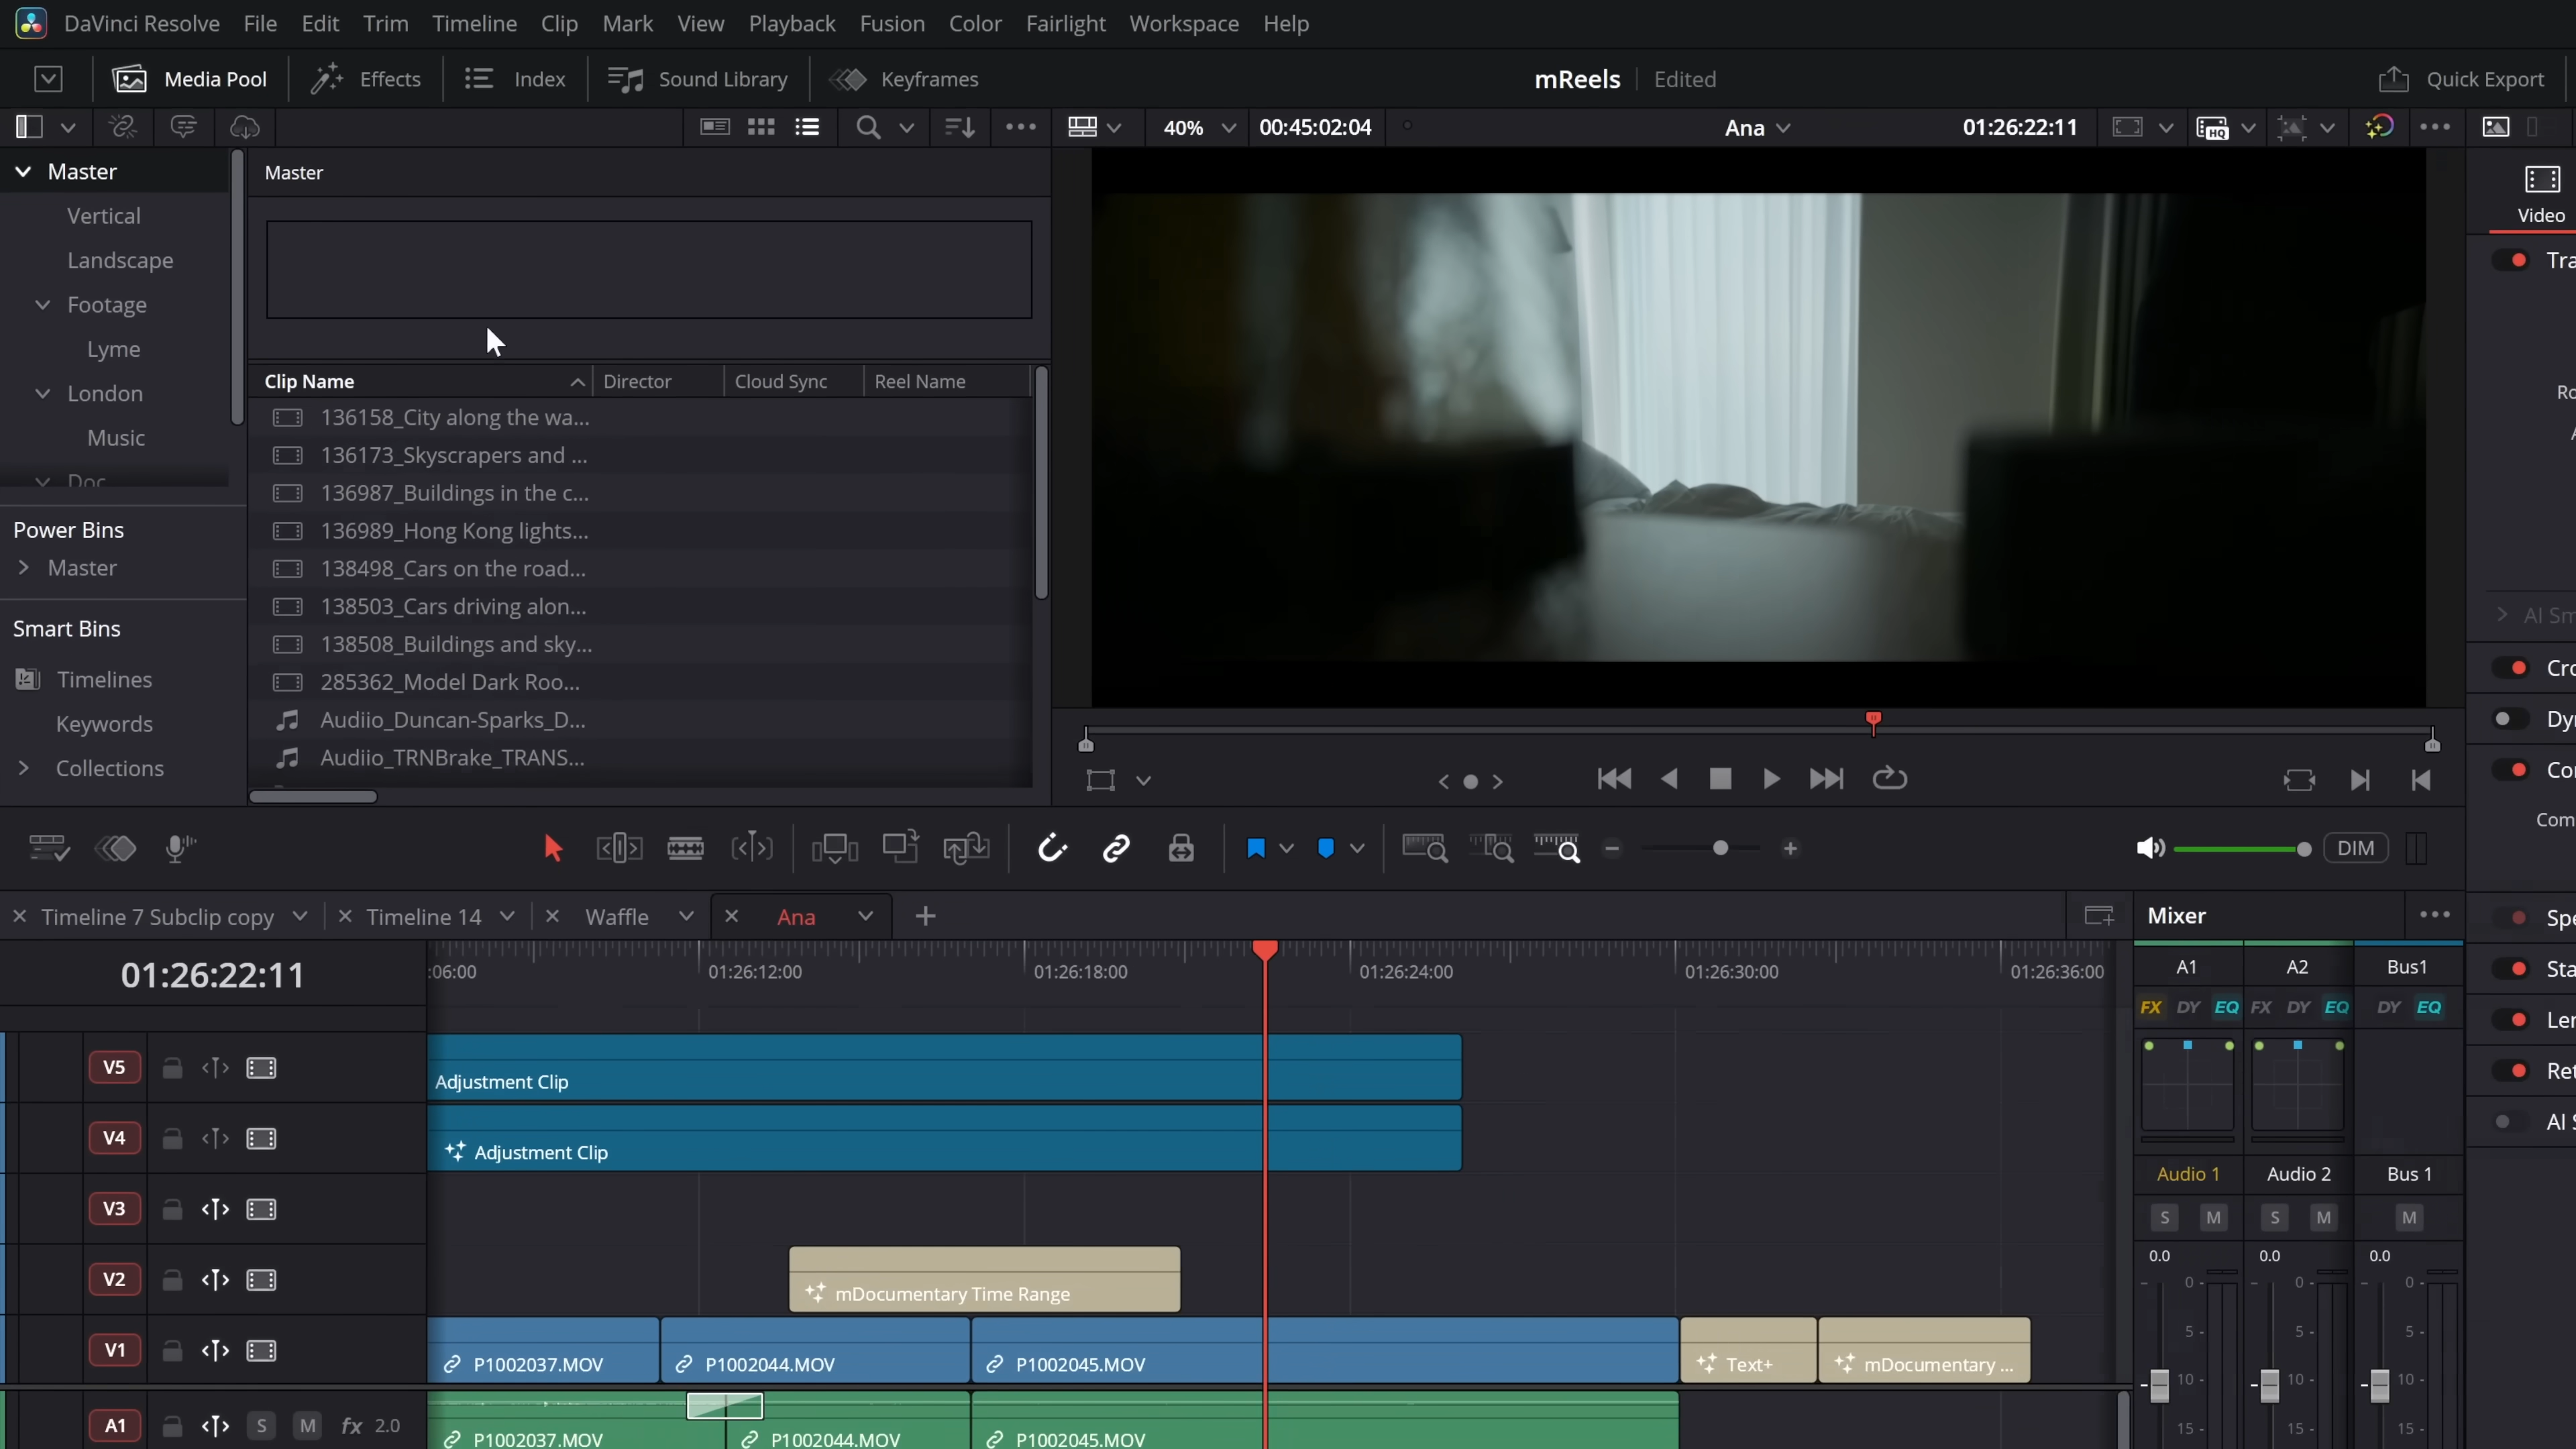 DaVinci Resolve File Edit Trim Timeline Clip Mark View Playback Fusion Color Fairlight Workspace Help
Media Pool Effects Index Sound Library Keyframes mReels Edited Quick Export
40% 00:45:02:04 Ana 01:26:22:11 HQ
Master
Vertical
Landscape
Footage
Lyme
London
Music
Doc
Power Bins
Master
Smart Bins
Timelines
Keywords
Collections
Master
Clip Name Director Cloud Sync Reel Name
136158_City along the wa...
136173_Skyscrapers and ...
136987_Buildings in the c...
136989_Hong Kong lights...
138498_Cars on the road...
138503_Cars driving alon...
138508_Buildings and sky...
285362_Model Dark Roo...
Audiio_Duncan-Sparks_D...
Audiio_TRNBrake_TRANS...
Video
Tra
Ro
AI Sm
Cro
Dy
Co
Com
Spe
Sta
Len
Ret
AI S
DIM
Timeline 7 Subclip copy Timeline 14 Waffle Ana
Mixer
01:26:22:11
:06:00 01:26:12:00 01:26:18:00 01:26:24:00 01:26:30:00 01:26:36:00
V5 Adjustment Clip
V4 Adjustment Clip
V3
V2 mDocumentary Time Range
V1 P1002037.MOV P1002044.MOV P1002045.MOV Text+ mDocumentary ...
A1 S M fx 2.0 P1002037.MOV P1002044.MOV P1002045.MOV
A1 A2 Bus1
FX DY EQ FX DY EQ DY EQ
Audio 1 Audio 2 Bus 1
S M S M M
0.0 0.0 0.0
0 0 0
5 5 5
10 10 10
15 15 15